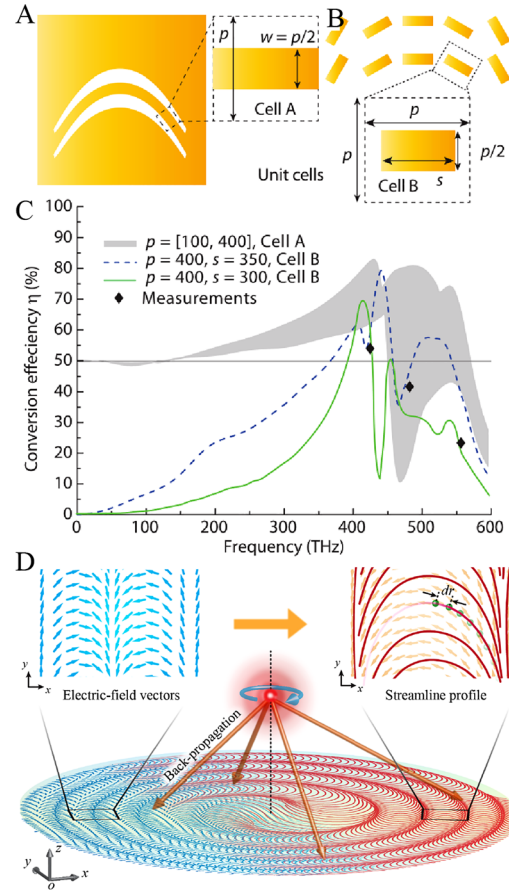 A
p
w = p/2
Cell A
Unit cells
B
p
p
p/2
s
Cell B
C
Conversion effeciency η (%)
100
90
80
70
60
50
40
30
20
10
0
p = [100, 400], Cell A
p = 400, s = 350, Cell B
p = 400, s = 300, Cell B
Measurements
0
100
200
300
400
500
600
Frequency (THz)
D
dr
y
x
Electric-field vectors
y
x
Streamline profile
Back-propagation
z
y
x
o